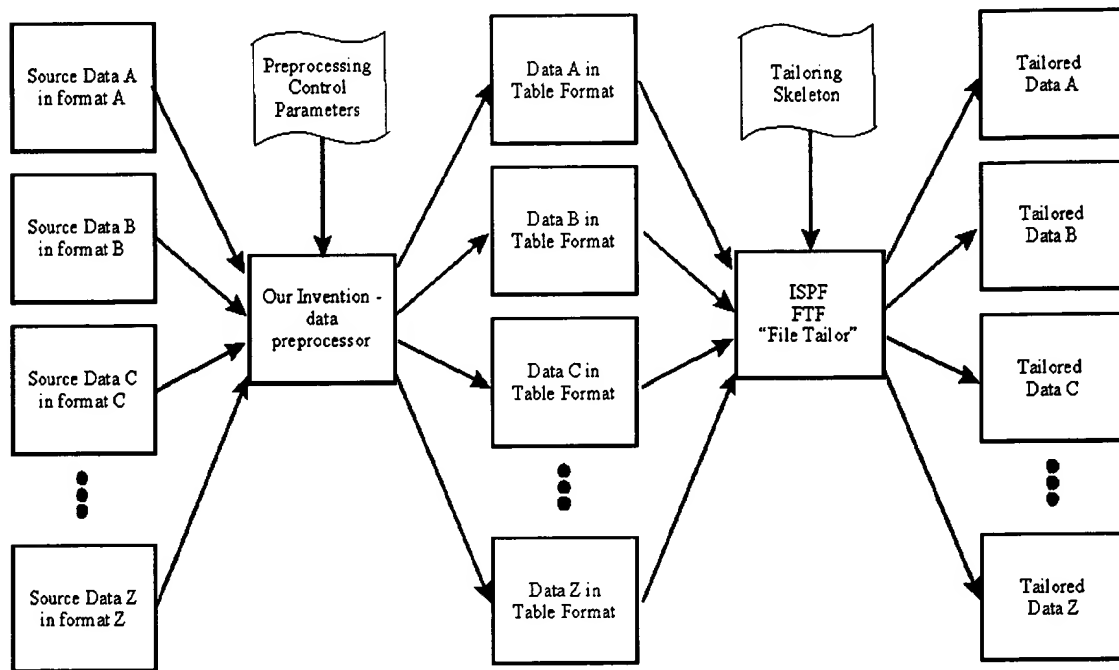 Source Data A
in format A
Source Data B
in format B
Source Data C
in format C
Source Data Z
in format Z
Preprocessing
Control
Parameters
Our Invention -
data
preprocessor
Data A in
Table Format
Data B in
Table Format
Data C in
Table Format
Data Z in
Table Format
Tailoring
Skeleton
ISPF
FTF
“File Tailor”
Tailored
Data A
Tailored
Data B
Tailored
Data C
Tailored
Data Z